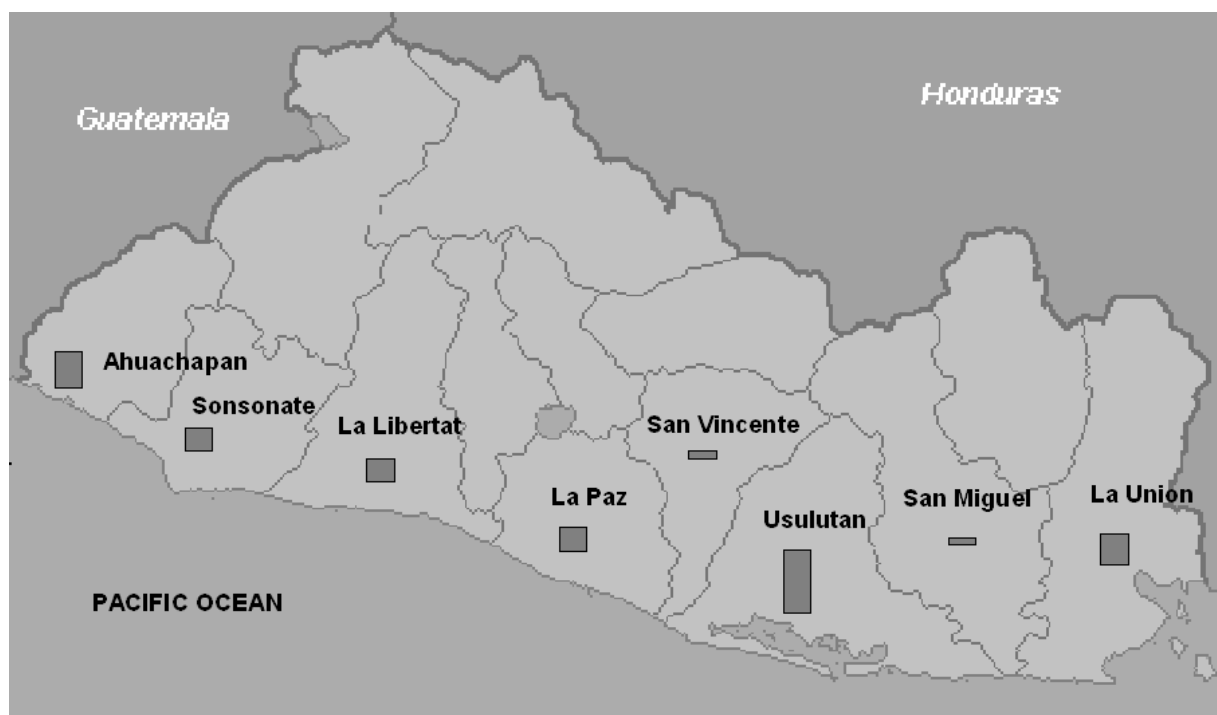 Honduras
Guatemala
Ahuachapan
Sonsonate
La Libertat
San Vincente
La Paz
Usulutan
San Miguel
La Union
PACIFIC OCEAN